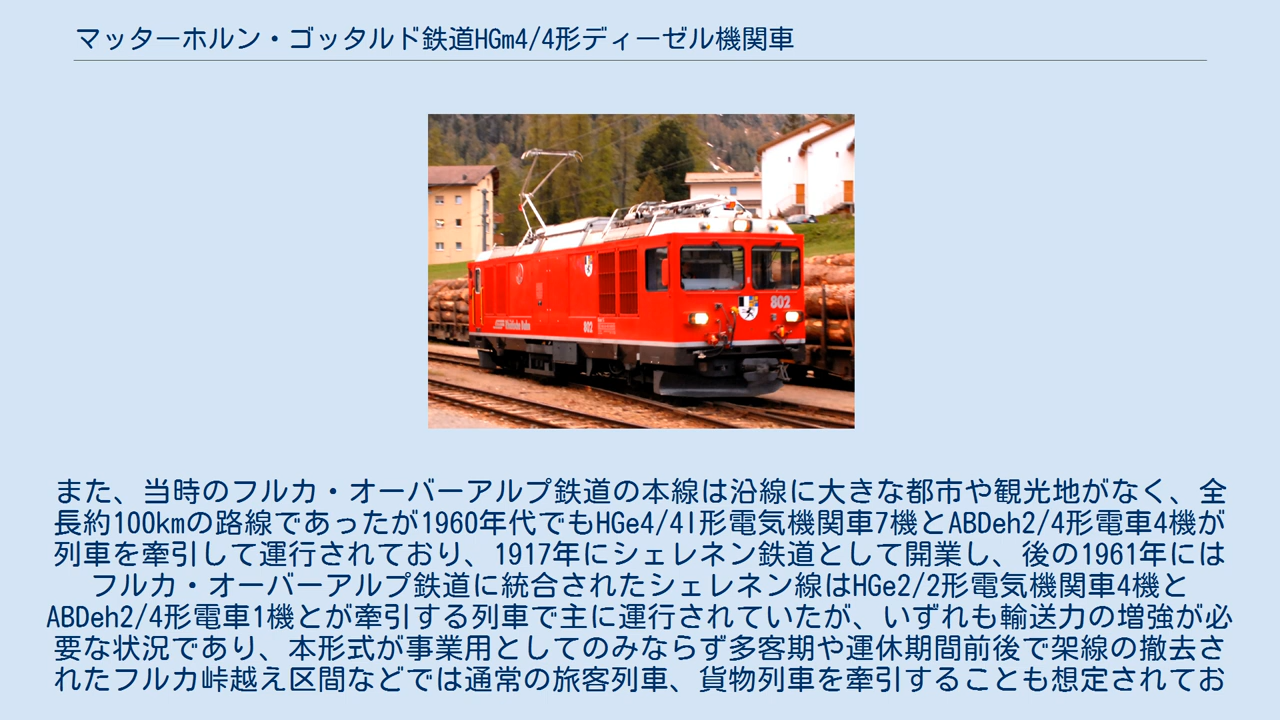 マッターホルン・ゴッタルド鉄道HGm4/4形ディーゼル機関車
802
802
また、当時のフルカ・オーバーアルプ鉄道の本線は沿線に大きな都市や観光地がなく、全
長約100kmの路線であったが1960年代でもHGe4/4I形電気機関車7機とABDeh2/4形電車4機が
列車を牽引して運行されており、1917年にシェレネン鉄道として開業し、後の1961年には
フルカ・オーバーアルプ鉄道に統合されたシェレネン線はHGe2/2形電気機関車4機と
ABDeh2/4形電車1機とが牽引する列車で主に運行されていたが、いずれも輸送力の増強が必
要な状況であり、本形式が事業用としてのみならず多客期や運休期間前後で架線の撤去さ
れたフルカ峠越え区間などでは通常の旅客列車、貨物列車を牽引することも想定されてお